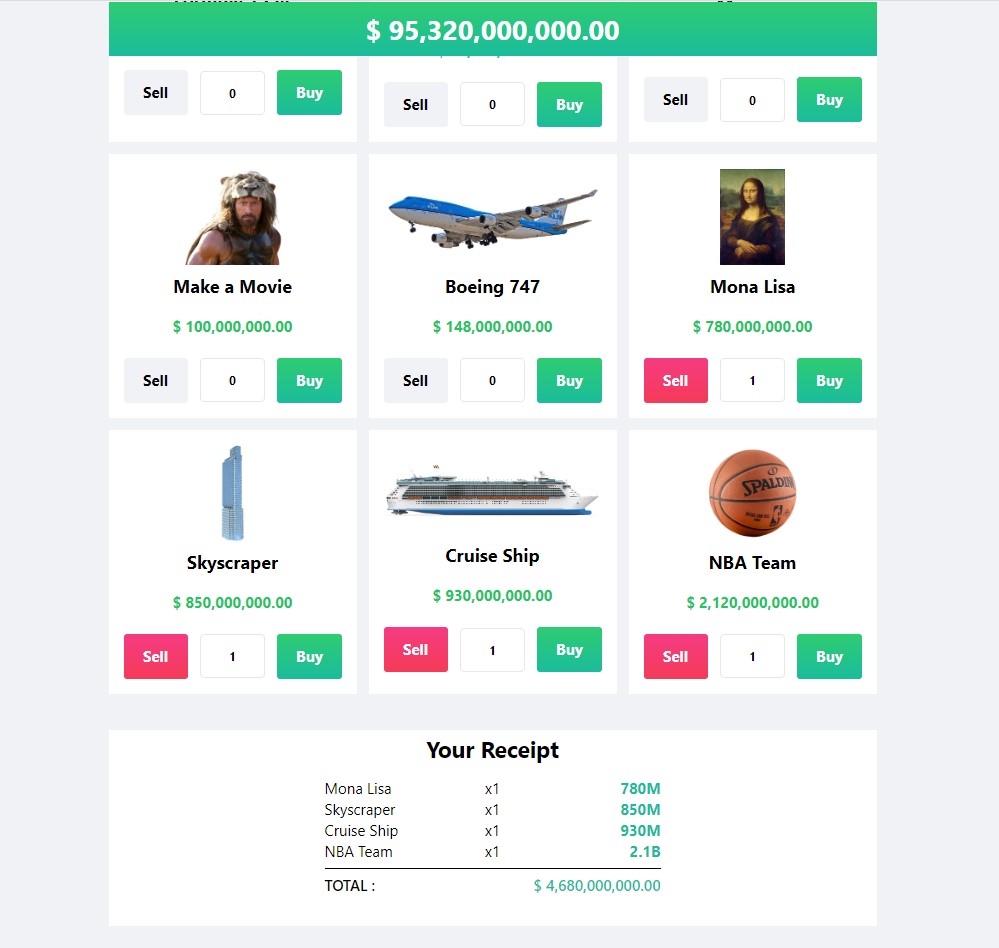 $ 95,320,000,000.00
Sell 0 Buy
Sell 0 Buy
Sell 0 Buy
Make a Movie
$ 100,000,000.00
Sell 0 Buy
Boeing 747
$ 148,000,000.00
Sell 0 Buy
Mona Lisa
$ 780,000,000.00
Sell 1 Buy
Skyscraper
$ 850,000,000.00
Sell 1 Buy
Cruise Ship
$ 930,000,000.00
Sell 1 Buy
SPALDIN
NBA Team
$ 2,120,000,000.00
Sell 1 Buy
Your Receipt
Mona Lisa x1 780M
Skyscraper x1 850M
Cruise Ship x1 930M
NBA Team x1 2.1B
TOTAL : $ 4,680,000,000.00